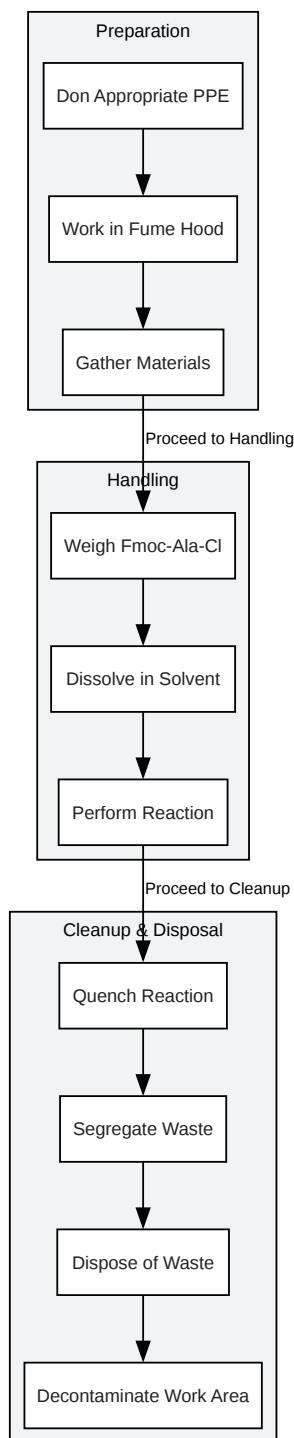 Preparation
Don Appropriate PPE
Work in Fume Hood
Gather Materials
Proceed to Handling
Handling
Weigh Fmoc-Ala-Cl
Dissolve in Solvent
Perform Reaction
Proceed to Cleanup
Cleanup & Disposal
Quench Reaction
Segregate Waste
Dispose of Waste
Decontaminate Work Area